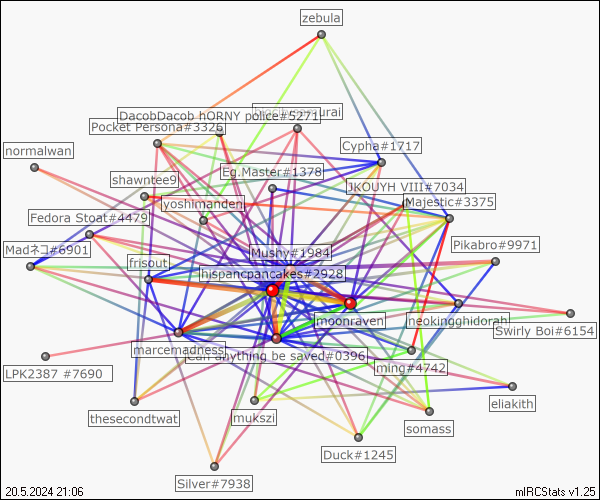 zebula
DacobDacob hORNY police#5271
Pocket Persona#3326
Cypha#1717
normalwan
Eg.Master#1378
shawntee9
JKOUYH VIII#7034
yoshimanden
Majestic#3375
Fedora Stoat#4479
Madネコ#6901
Mushy#1984
Pikabro#9971
frisout
hispancpancakes#2928
moonraven
neokingghidorah
Swirly Boi#6154
marcemadness
Can anything be saved#0396
LPK2387 #7690
ming#4742
eliakith
thesecondtwat
mukszi
somass
Duck#1245
Silver#7938
20.5.2024 21:06
mIRCStats v1.25